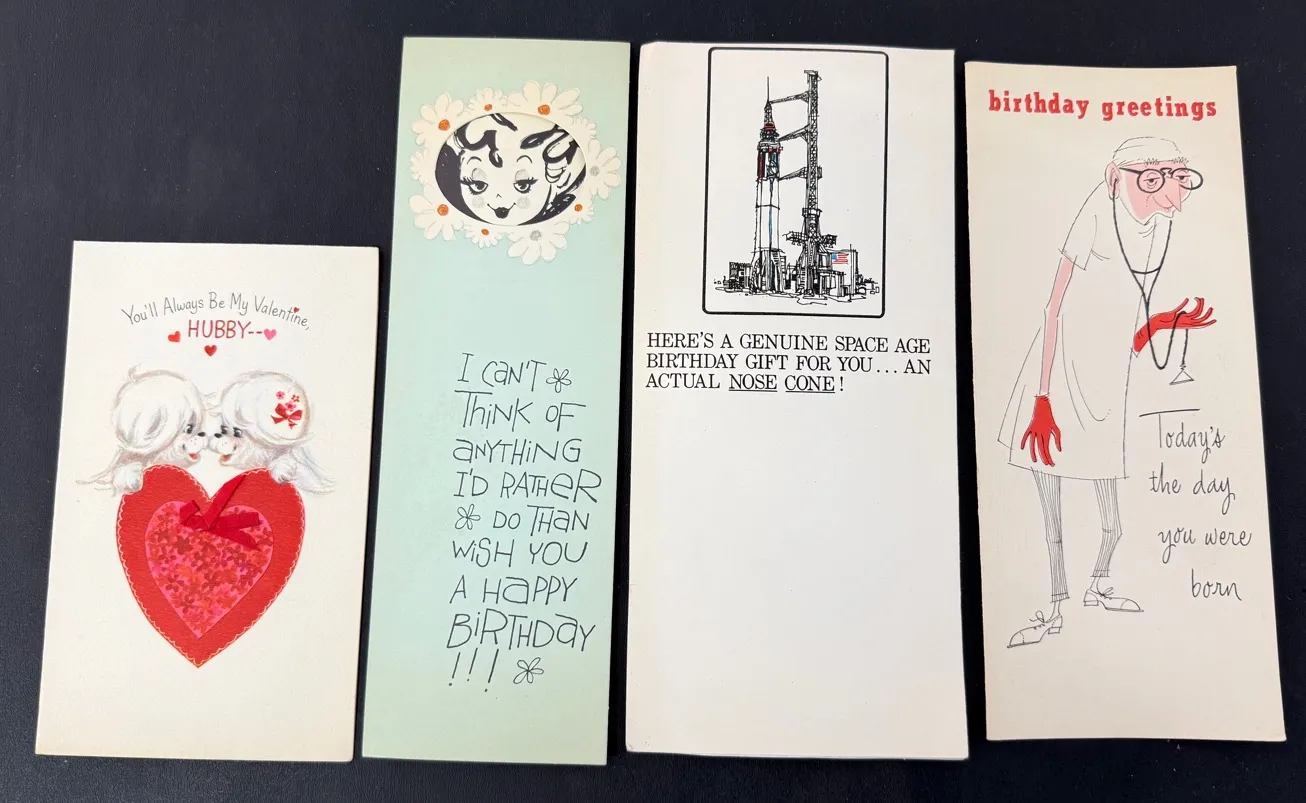 You'll Always Be My Valentine,
HUBBY--
I CAN'T
THINK OF
ANYTHING
I'D RATHER
DO THAN
WISH YOU
A HAPPY
BIRTHDAY
!!!
HERE'S A GENUINE SPACE AGE
BIRTHDAY GIFT FOR YOU... AN
ACTUAL NOSE CONE!
birthday greetings
Today's
the day
you were
born